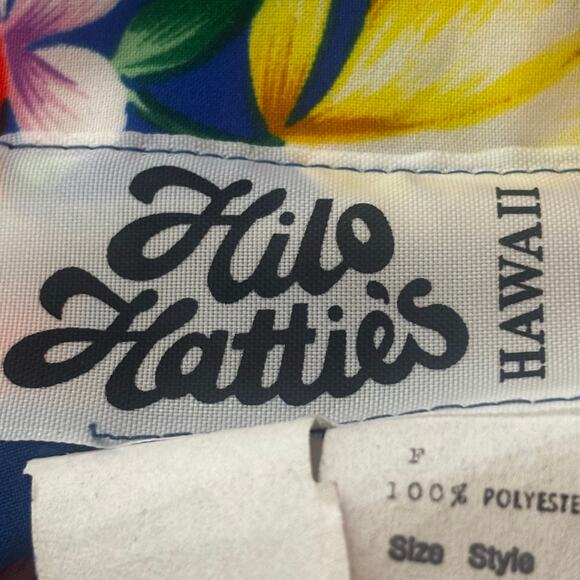 Hilo
Hattie's
HAWAII
F
100% POLYESTE
Size Style